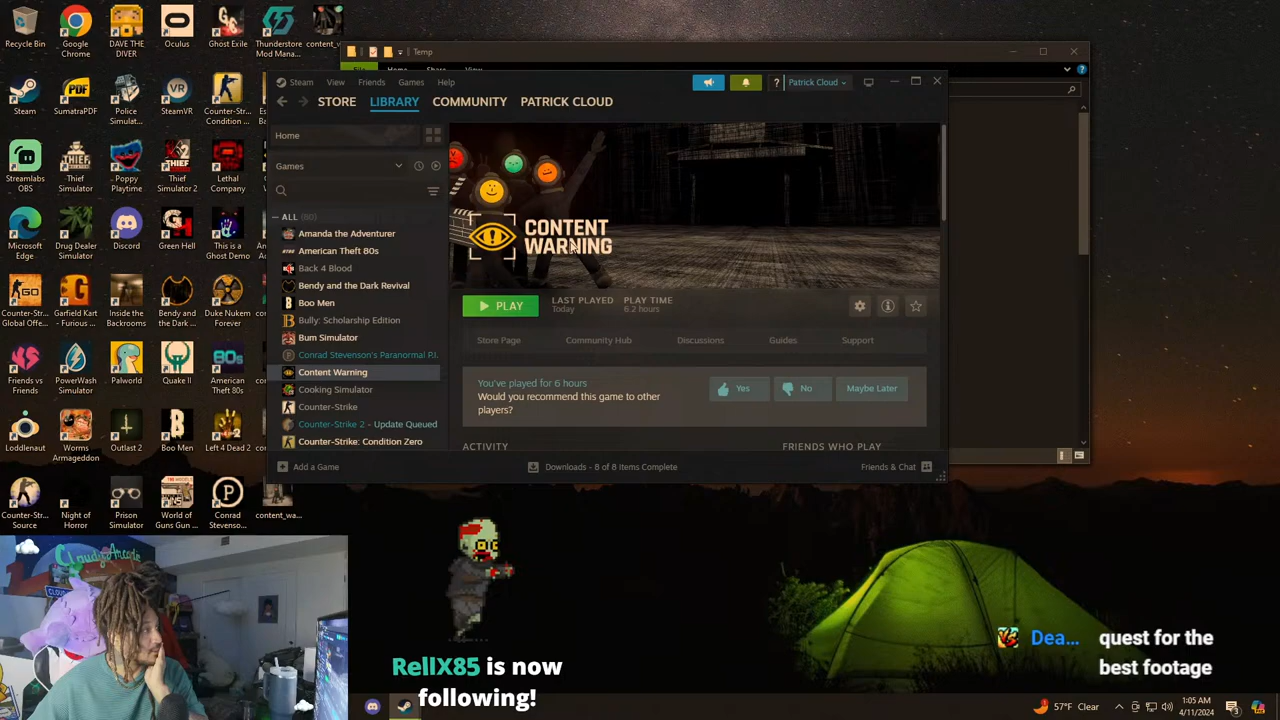 Recycle Bin
Google Chrome
DAVE THE DIVER
Oculus
Ghost Exile
Thunderstore Mod Mana...
content_w
Steam
SumatraPDF
Police Simulat...
SteamVR
Counter-Str... Condition ...
Streamlabs OBS
Thief Simulator
Poppy Playtime
Thief Simulator 2
Lethal Company
Microsoft Edge
Drug Dealer Simulator
Discord
Green Hell
This is a Ghost Demo
Counter-Str... Global Offe...
Garfield Kart - Furious ...
Inside the Backrooms
Bendy and the Dark ...
Duke Nukem Forever
Friends vs Friends
PowerWash Simulator
Palworld
Quake II
American Theft 80s
Loddlenaut
Worms Armageddon
Outlast 2
Boo Men
Left 4 Dead 2
Counter-Str... Source
Night of Horror
Prison Simulator
World of Guns Gun ...
Conrad Stevenso...
content_wa...
Temp
Steam View Friends Games Help
Patrick Cloud
STORE LIBRARY COMMUNITY PATRICK CLOUD
Home
Games
ALL (80)
Amanda the Adventurer
American Theft 80s
Back 4 Blood
Bendy and the Dark Revival
Boo Men
Bully: Scholarship Edition
Bum Simulator
Conrad Stevenson's Paranormal P.I.
Content Warning
Cooking Simulator
Counter-Strike
Counter-Strike 2 - Update Queued
Counter-Strike: Condition Zero
CONTENT
WARNING
PLAY
LAST PLAYED
Today
PLAY TIME
6.2 hours
Store Page Community Hub Discussions Guides Support
You've played for 6 hours
Would you recommend this game to other
players?
Yes No Maybe Later
ACTIVITY
FRIENDS WHO PLAY
Add a Game
Downloads - 8 of 8 Items Complete
Friends & Chat
CloudyArcade
RellX85 is now
following!
Dea... quest for the
best footage
57°F Clear
1:05 AM
4/11/2024